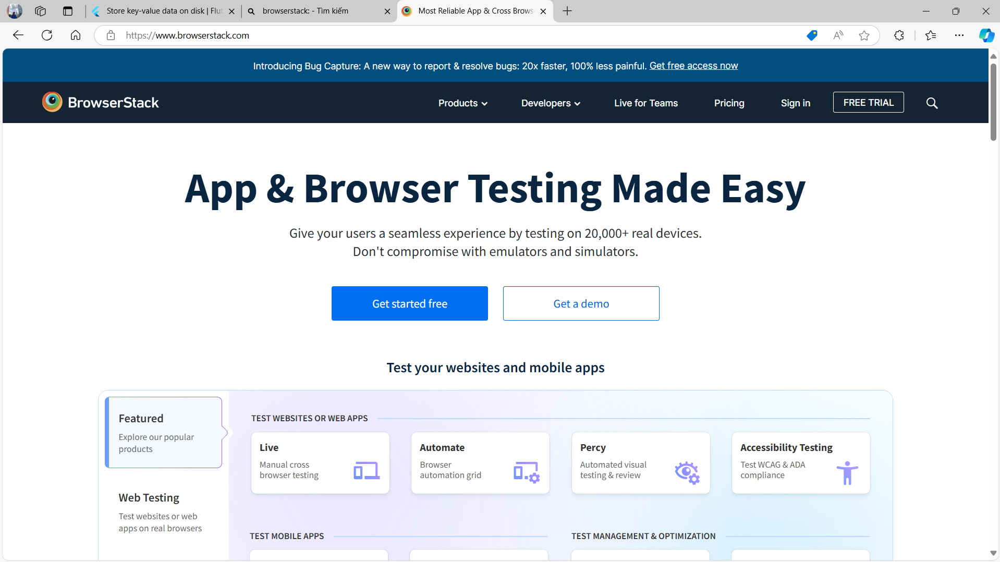 Store key-value data on disk | Flut
browserstack: - Tìm kiếm
Most Reliable App & Cross Brows
https://www.browserstack.com
Introducing Bug Capture: A new way to report & resolve bugs: 20x faster, 100% less painful. Get free access now
BrowserStack
Products
Developers
Live for Teams
Pricing
Sign in
FREE TRIAL
App & Browser Testing Made Easy
Give your users a seamless experience by testing on 20,000+ real devices.
Don't compromise with emulators and simulators.
Get started free
Get a demo
Test your websites and mobile apps
Featured
Explore our popular
products
Web Testing
Test websites or web
apps on real browsers
TEST WEBSITES OR WEB APPS
Live
Manual cross
browser testing
Automate
Browser
automation grid
Percy
Automated visual
testing & review
Accessibility Testing
Test WCAG & ADA
compliance
TEST MOBILE APPS
TEST MANAGEMENT & OPTIMIZATION